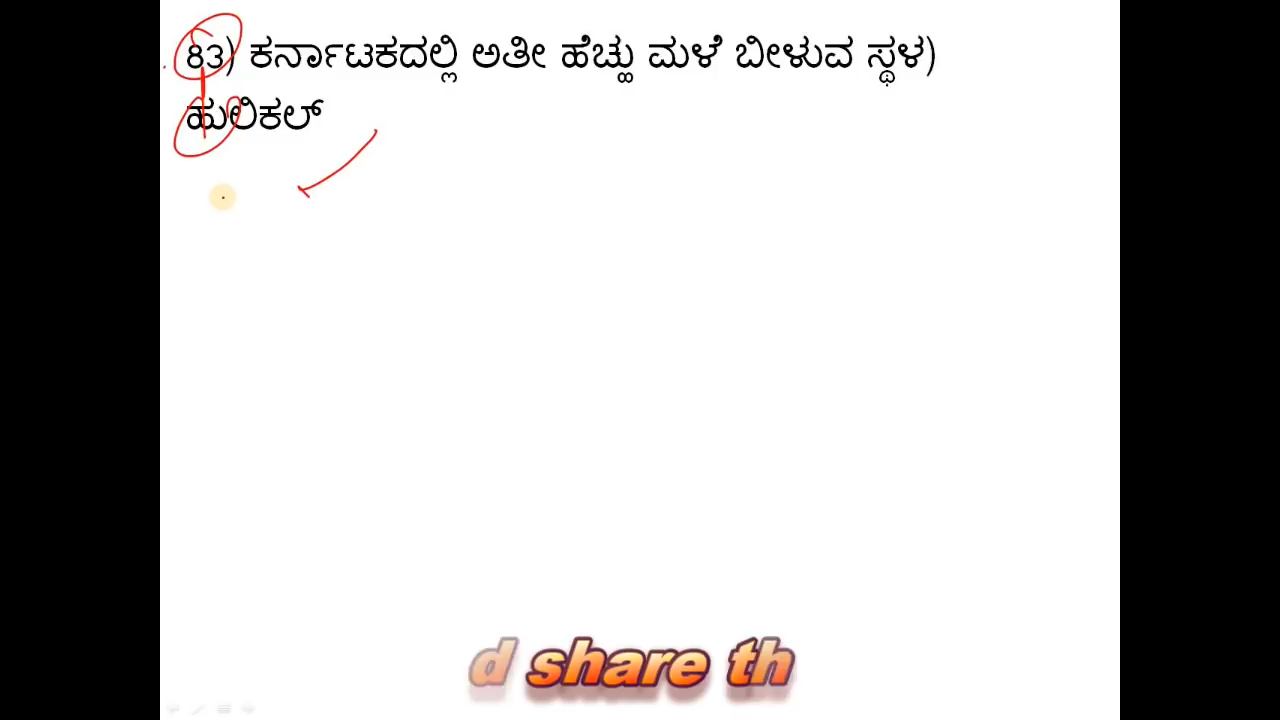 83) ಕರ್ನಾಟಕದಲ್ಲಿ ಅತೀ ಹೆಚ್ಚು ಮಳೆ ಬೀಳುವ ಸ್ಥಳ)
ಹುಲಿಕಲ್
d share th